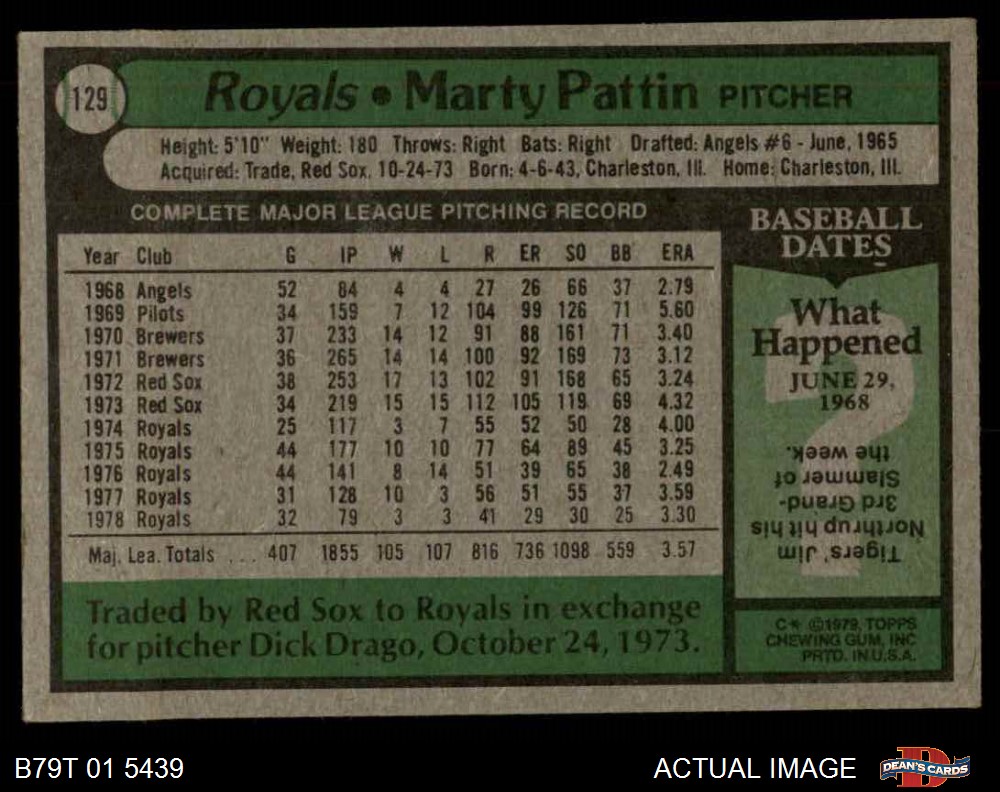 129
Royals • Marty Pattin PITCHER
Height: 5'10" Weight: 180 Throws: Right Bats: Right Drafted: Angels #6 - June, 1965
Acquired: Trade, Red Sox, 10-24-73 Born: 4-6-43, Charleston, Ill. Home: Charleston, Ill.
COMPLETE MAJOR LEAGUE PITCHING RECORD
Year Club G IP W L R ER SO BB ERA
1968 Angels 52 84 4 4 27 26 66 37 2.79
1969 Pilots 34 159 7 12 104 99 126 71 5.60
1970 Brewers 37 233 14 12 91 88 161 71 3.40
1971 Brewers 36 265 14 14 100 92 169 73 3.12
1972 Red Sox 38 253 17 13 102 91 168 65 3.24
1973 Red Sox 34 219 15 15 112 105 119 69 4.32
1974 Royals 25 117 3 7 55 52 50 28 4.00
1975 Royals 44 177 10 10 77 64 89 45 3.25
1976 Royals 44 141 8 14 51 39 65 38 2.49
1977 Royals 31 128 10 3 56 51 55 37 3.59
1978 Royals 32 79 3 3 41 29 30 25 3.30
Maj. Lea. Totals ... 407 1855 105 107 816 736 1098 559 3.57
Traded by Red Sox to Royals in exchange
for pitcher Dick Drago, October 24, 1973.
BASEBALL
DATES
What
Happened
JUNE 29,
1968
?
Tigers' Jim
Northrup hit his
3rd Grand-
Slammer of
the week.
C* ©1979, TOPPS
CHEWING GUM, INC
PRTD. IN U.S.A.
B79T 01 5439
ACTUAL IMAGE
D
DEAN'S CARDS